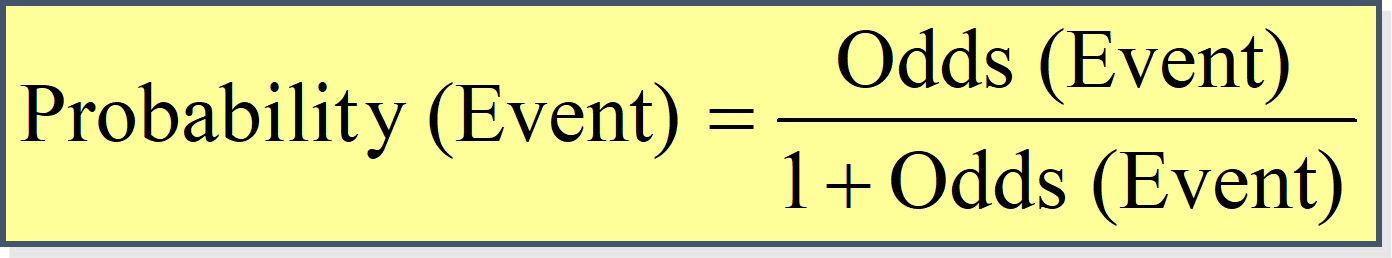 Probability (Event) = Odds (Event) / 1 + Odds (Event)